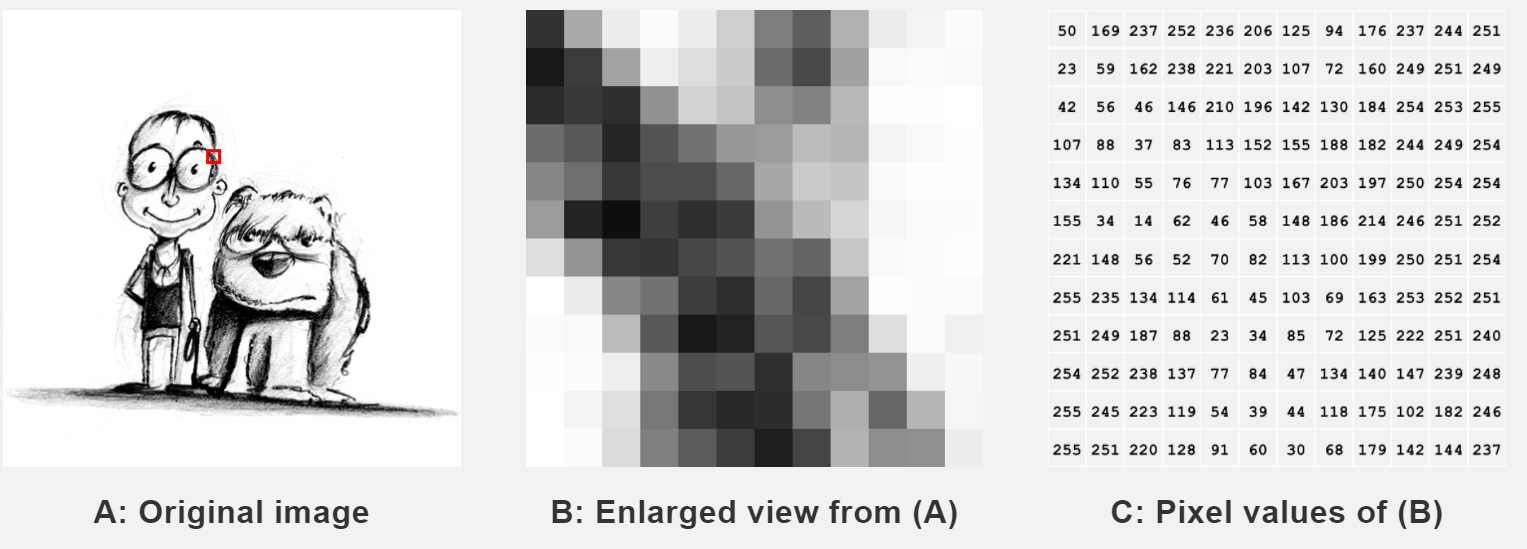 50 169 237 252 236 206 125 94 176 237 244 251
23 59 162 238 221 203 107 72 160 249 251 249
42 56 46 146 210 196 142 130 184 254 253 255
107 88 37 83 113 152 155 188 182 244 249 254
134 110 55 76 77 103 167 203 197 250 254 254
155 34 14 62 46 58 148 186 214 246 251 252
221 148 56 52 70 82 113 100 199 250 251 254
255 235 134 114 61 45 103 69 163 253 252 251
251 249 187 88 23 34 85 72 125 222 251 240
254 252 238 137 77 84 47 134 140 147 239 248
255 245 223 119 54 39 44 118 175 102 182 246
255 251 220 128 91 60 30 68 179 142 144 237
A: Original image
B: Enlarged view from (A)
C: Pixel values of (B)